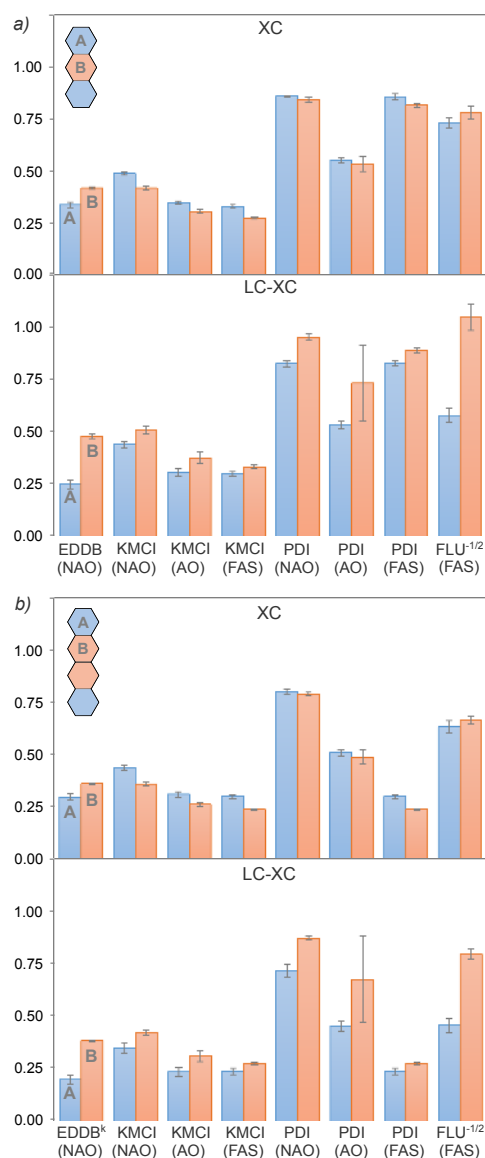 a)
XC
A
B
1.00
0.75
0.50
0.25
0.00
A
B
LC-XC
1.00
0.75
0.50
0.25
0.00
A
B
EDDB KMCI KMCI KMCI PDI PDI PDI FLU-1/2
(NAO) (NAO) (AO) (FAS) (NAO) (AO) (FAS) (FAS)
b)
XC
A
B
1.00
0.75
0.50
0.25
0.00
A
B
LC-XC
1.00
0.75
0.50
0.25
0.00
A
B
EDDBk KMCI KMCI KMCI PDI PDI PDI FLU-1/2
(NAO) (NAO) (AO) (FAS) (NAO) (AO) (FAS) (FAS)